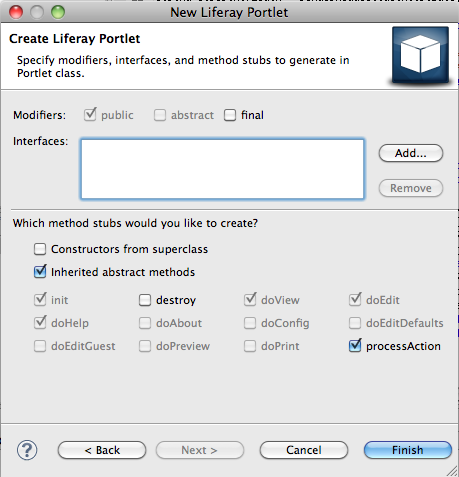 New Liferay Portlet
Create Liferay Portlet
Specify modifiers, interfaces, and method stubs to generate in
Portlet class.
Modifiers: public abstract final
Interfaces:
Add...
Remove
Which method stubs would you like to create?
Constructors from superclass
Inherited abstract methods
init destroy doView doEdit
doHelp doAbout doConfig doEditDefaults
doEditGuest doPreview doPrint processAction
? < Back Next > Cancel Finish